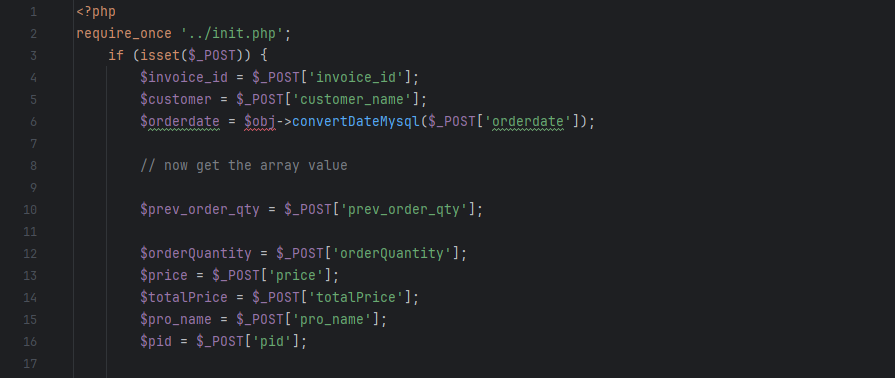 1 <?php
2 require_once '../init.php';
3 if (isset($_POST)) {
4 $invoice_id = $_POST['invoice_id'];
5 $customer = $_POST['customer_name'];
6 $orderdate = $obj->convertDateMysql($_POST['orderdate']);
7
8 // now get the array value
9
10 $prev_order_qty = $_POST['prev_order_qty'];
11
12 $orderQuantity = $_POST['orderQuantity'];
13 $price = $_POST['price'];
14 $totalPrice = $_POST['totalPrice'];
15 $pro_name = $_POST['pro_name'];
16 $pid = $_POST['pid'];
17